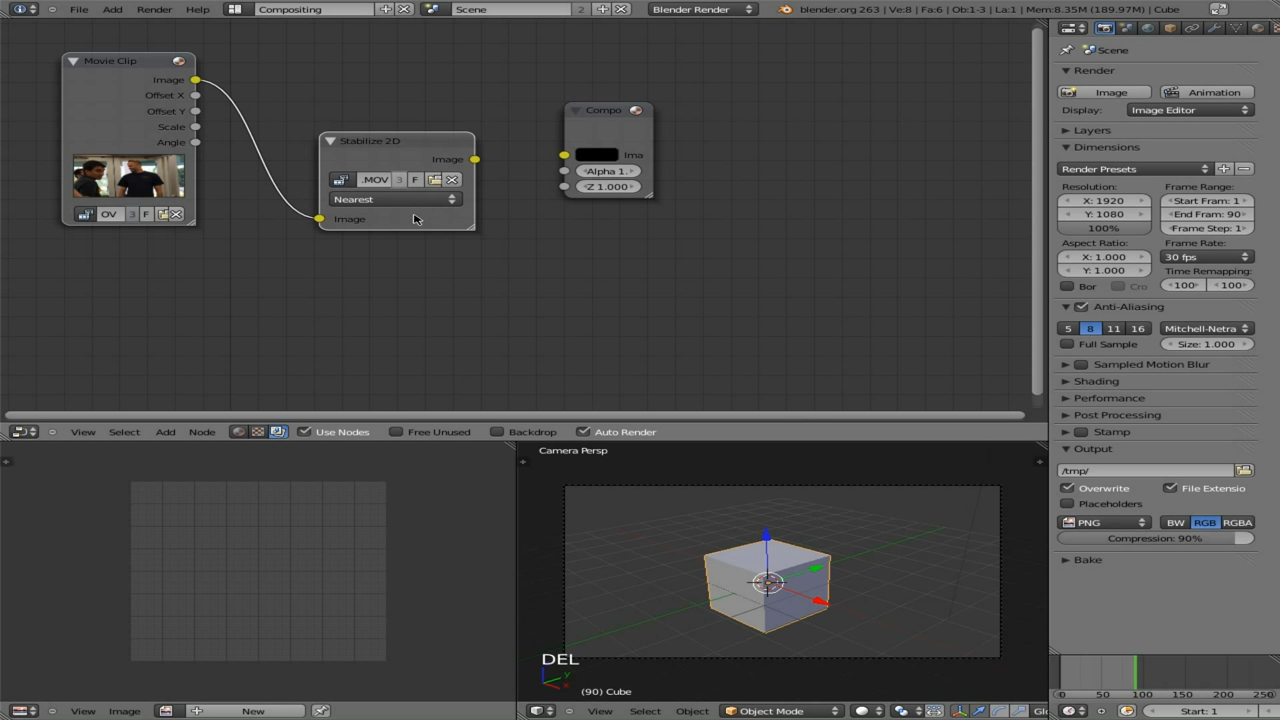 File Add Render Help Compositing Scene 2 Blender Render blender.org 263 | Ve:8 | Fa:6 | Ob:1-3 | La:1 | Mem:8.35M (189.97M) | Cube
Movie Clip
Image
Offset X
Offset Y
Scale
Angle
OV 3 F
Stabilize 2D
Image
.MOV 3 F
Nearest
Image
Compo
Ima
Alpha 1.
Z 1.000
Scene
Render
Image Animation
Display: Image Editor
Layers
Dimensions
Render Presets
Resolution: Frame Range:
X: 1920 Start Fram: 1
Y: 1080 End Fram: 90
100% Frame Step: 1
Aspect Ratio: Frame Rate:
X: 1.000 30 fps
Y: 1.000 Time Remapping:
Bor Cro 100 100
Anti-Aliasing
5 8 11 16 Mitchell-Netra
Full Sample Size: 1.000
Sampled Motion Blur
Shading
Performance
Post Processing
Stamp
Output
/tmp/
Overwrite File Extensio
Placeholders
PNG BW RGB RGBA
Compression: 90%
Bake
View Select Add Node Use Nodes Free Unused Backdrop Auto Render
Camera Persp
DEL
y
x
(90) Cube
0 50 100 150 200 250
View Image New
View Select Object Object Mode Glo
Start: 1